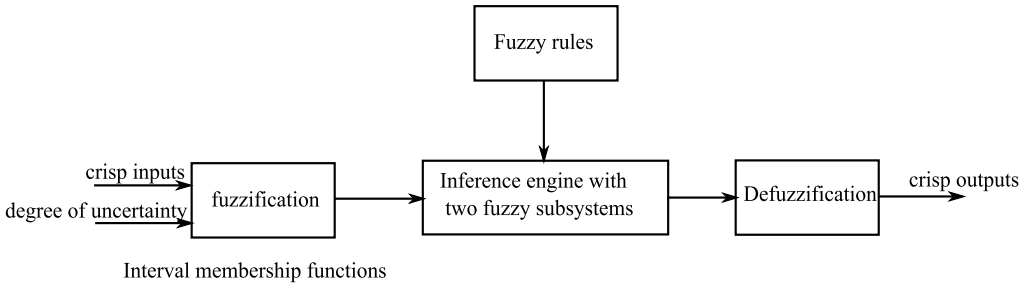 Fuzzy rules
crisp inputs
degree of uncertainty
fuzzification
Inference engine with
two fuzzy subsystems
Defuzzification
crisp outputs
Interval membership functions